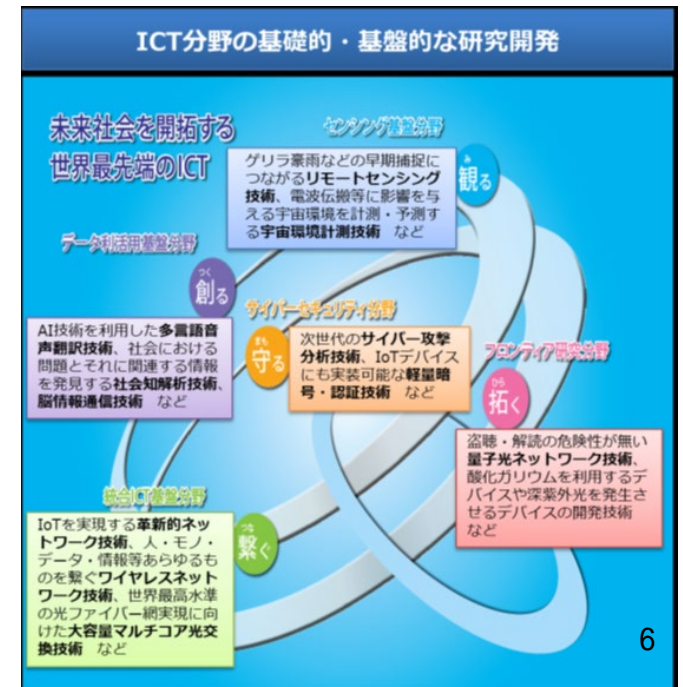 ICT分野の基礎的・基盤的な研究開発
未来社会を開拓する
世界最先端のICT
センシング基盤分野
み
観る
ゲリラ豪雨などの早期捕捉に
つながるリモートセンシング
技術、電波伝搬等に影響を与
える宇宙環境を計測・予測す
る宇宙環境計測技術 など
データ利活用基盤分野
つく
創る
AI技術を利用した多言語音
声翻訳技術、社会における
問題とそれに関連する情報
を発見する社会知解析技術、
脳情報通信技術 など
サイバーセキュリティ分野
まも
守る
次世代のサイバー攻撃
分析技術、IoTデバイス
にも実装可能な軽量暗
号・認証技術 など
フロンティア研究分野
ひら
拓く
盗聴・解読の危険性が無い
量子光ネットワーク技術、
酸化ガリウムを利用するデ
バイスや深紫外光を発生さ
せるデバイスの開発技術
など
統合ICT基盤分野
つな
繋ぐ
IoTを実現する革新的ネッ
トワーク技術、人・モノ・
データ・情報等あらゆるも
のを繋ぐワイヤレスネット
ワーク技術、世界最高水準
の光ファイバー網実現に向
けた大容量マルチコア光交
換技術 など
6